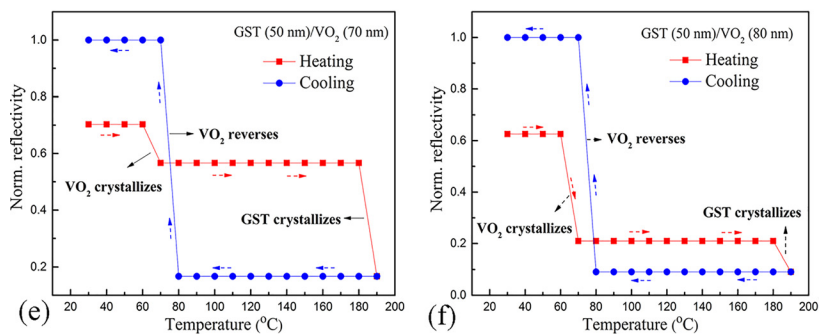 GST (50 nm)/VO₂ (70 nm)
Heating
Cooling
VO₂ reverses
VO₂ crystallizes
GST crystallizes
Norm. reflectivity
1.0
0.8
0.6
0.4
0.2
20 40 60 80 100 120 140 160 180 200
Temperature (°C)
(e)
GST (50 nm)/VO₂ (80 nm)
Heating
Cooling
VO₂ reverses
VO₂ crystallizes
GST crystallizes
Norm. reflectivity
1.0
0.8
0.6
0.4
0.2
0.0
20 40 60 80 100 120 140 160 180 200
Temperature (°C)
(f)